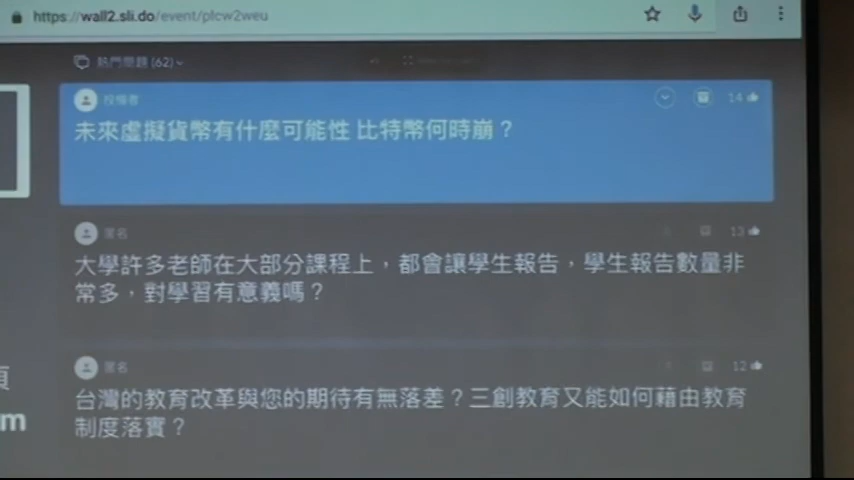 https://wall2.sli.do/event/plcw2weu
熱門問題 (62)
14
未來虛擬貨幣有什麼可能性 比特幣何時崩？
匿名
13
大學許多老師在大部分課程上，都會讓學生報告，學生報告數量非
常多，對學習有意義嗎？
匿名
12
台灣的教育改革與您的期待有無落差？三創教育又能如何藉由教育
制度落實？
m